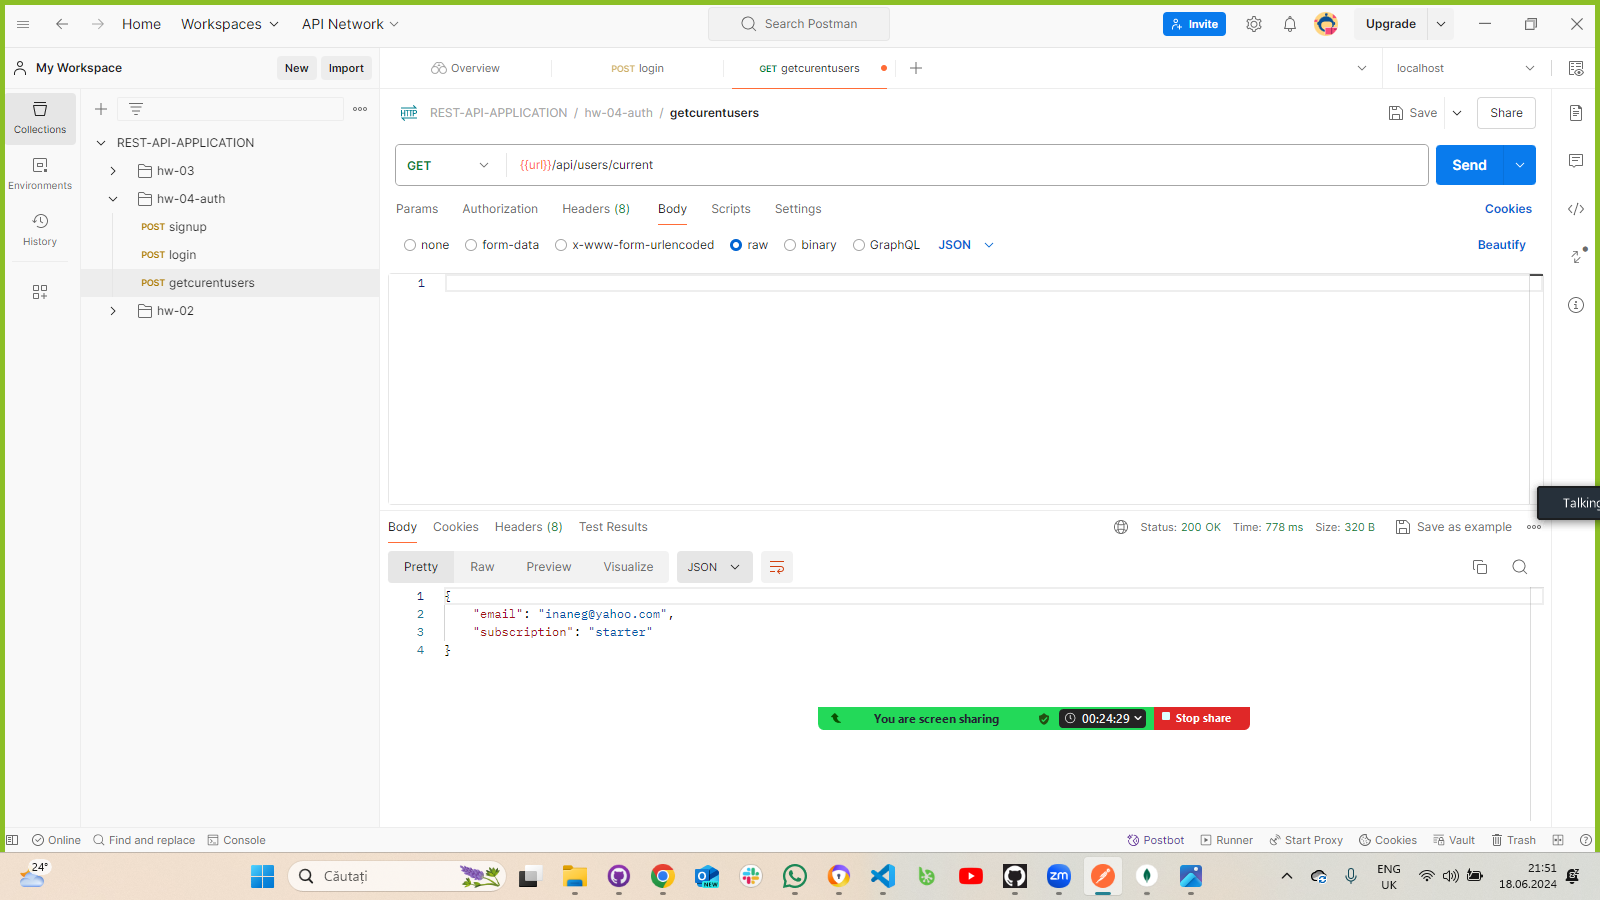 Home Workspaces API Network Search Postman Invite Upgrade
My Workspace New Import Overview POST login GET getcurentusers localhost
Collections
Environments
History
REST-API-APPLICATION
hw-03
hw-04-auth
POST signup
POST login
POST getcurentusers
hw-02
HTTP REST-API-APPLICATION / hw-04-auth / getcurentusers Save Share
GET {{url}}/api/users/current Send
Params Authorization Headers (8) Body Scripts Settings Cookies
none form-data x-www-form-urlencoded raw binary GraphQL JSON Beautify
1
Talking
Body Cookies Headers (8) Test Results Status: 200 OK Time: 778 ms Size: 320 B Save as example
Pretty Raw Preview Visualize JSON
1 {
2 "email": "inaneg@yahoo.com",
3 "subscription": "starter"
4 }
You are screen sharing 00:24:29 Stop share
Online Find and replace Console Postbot Runner Start Proxy Cookies Vault Trash
24° Căutați NEW zm ENG UK 21:51
18.06.2024